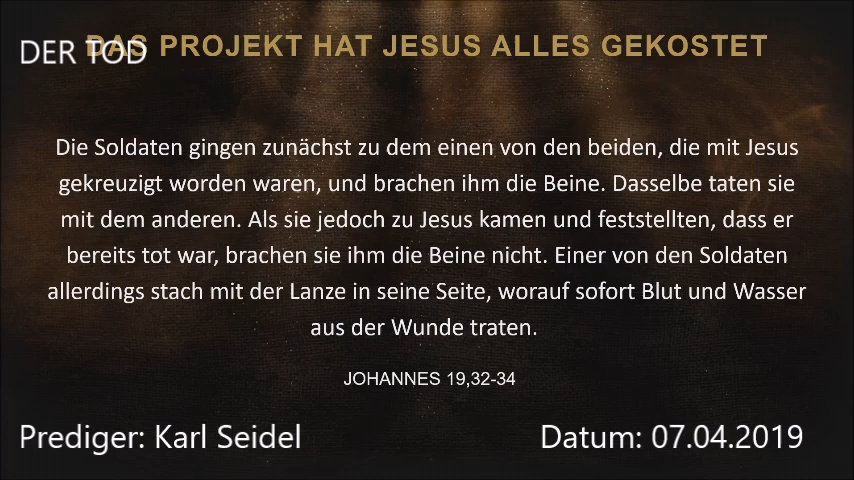 DER TOD
DAS PROJEKT HAT JESUS ALLES GEKOSTET
Die Soldaten gingen zunächst zu dem einen von den beiden, die mit Jesus
gekreuzigt worden waren, und brachen ihm die Beine. Dasselbe taten sie
mit dem anderen. Als sie jedoch zu Jesus kamen und feststellten, dass er
bereits tot war, brachen sie ihm die Beine nicht. Einer von den Soldaten
allerdings stach mit der Lanze in seine Seite, worauf sofort Blut und Wasser
aus der Wunde traten.
JOHANNES 19,32-34
Prediger: Karl Seidel
Datum: 07.04.2019